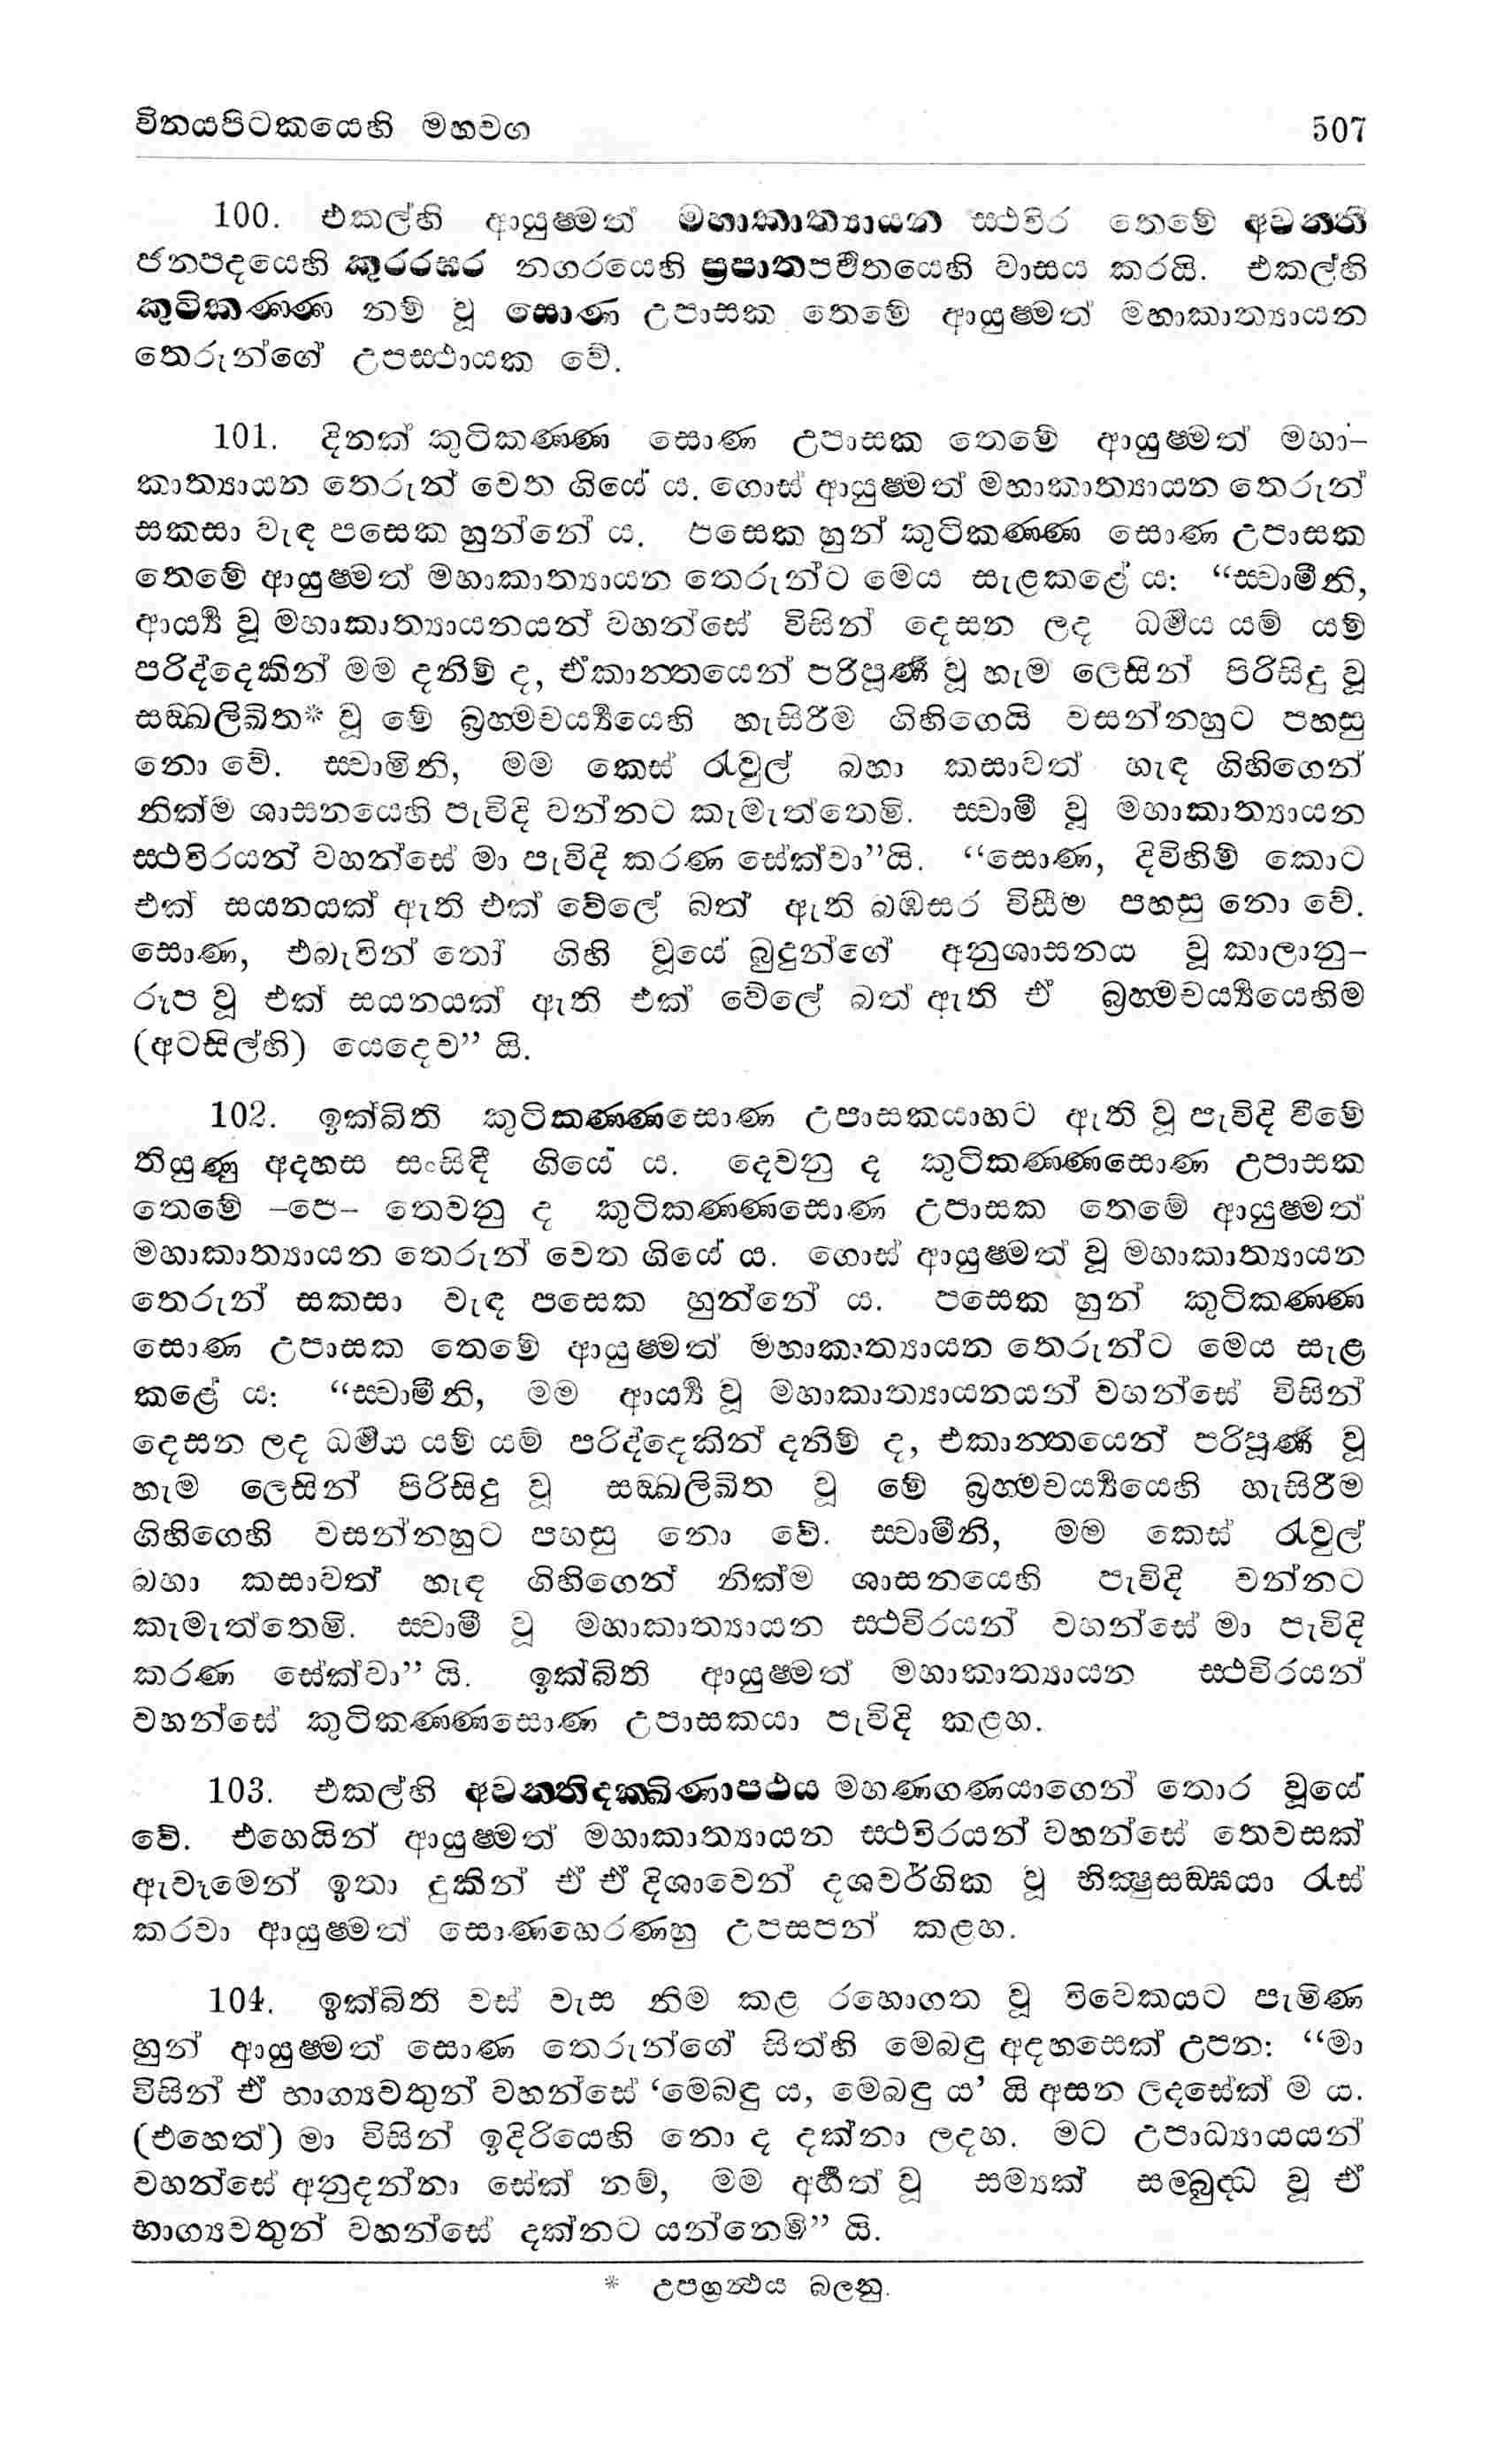 විනයපිටකයෙහි මහවග 507
100. එකල්හි ආයුෂ්මත් මහාකාත්‍යායන ස්ථවිර තෙමේ අවන්ති
ජනපදයෙහි කුරරඝර නගරයෙහි ප්‍රපාතපර්වතයෙහි වාසය කරයි. එකල්හි
කුටිකණ්ණ නම් වූ සොණ උපාසක තෙමේ ආයුෂ්මත් මහාකාත්‍යායන
තෙරුන්ගේ උපස්ථායක වේ.
101. දිනක් කුටිකණ්ණ සොණ උපාසක තෙමේ ආයුෂ්මත් මහා-
කාත්‍යායන තෙරුන් වෙත ගියේ ය. ගොස් ආයුෂ්මත් මහාකාත්‍යායන තෙරුන්
සකසා වැඳ පසෙක හුන්නේ ය. පසෙක හුන් කුටිකණ්ණ සොණ උපාසක
තෙමේ ආයුෂ්මත් මහාකාත්‍යායන තෙරුන්ට මෙය සැළකළේ ය: “ස්වාමීනි,
ආර්‍ය්‍ය වූ මහාකාත්‍යායනයන් වහන්සේ විසින් දෙසන ලද ධර්‍මය යම් යම්
පරිද්දෙකින් මම දනිම් ද, ඒකාන්තයෙන් පරිපූර්‍ණ වූ හැම ලෙසින් පිරිසිදු වූ
සඞ්ඛලිඛිත* වූ මේ බ්‍රහ්මචර්‍ය්‍යයෙහි හැසිරීම ගිහිගෙයි වසන්නහුට පහසු
නො වේ. ස්වාමිනි, මම කෙස් රැවුල් බහා කසාවත් හැඳ ගිහිගෙන්
නික්ම ශාසනයෙහි පැවිදි වන්නට කැමැත්තෙමි. ස්වාමී වූ මහාකාත්‍යායන
ස්ථවිරයන් වහන්සේ මා පැවිදි කරණ සේක්වා”යි. “සොණ, දිවිහිම් කොට
එක් සයනයක් ඇති එක් වේලේ බත් ඇති බඹසර විසීම පහසු නො වේ.
සොණ, එබැවින් තෝ ගිහි වූයේ බුදුන්ගේ අනුශාසනය වූ කාලානු-
රූප වූ එක් සයනයක් ඇති එක් වේලේ බත් ඇති ඒ බ්‍රහ්මචර්‍ය්‍යයෙහිම
(අටසිල්හි) යෙදෙව” යි.
102. ඉක්බිති කුටිකණ්ණසොණ උපාසකයාහට ඇති වූ පැවිදි වීමේ
තියුණු අදහස සංසිඳී ගියේ ය. දෙවනු ද කුටිකණ්ණසොණ උපාසක
තෙමේ –පෙ– තෙවනු ද කුටිකණ්ණසොණ උපාසක තෙමේ ආයුෂ්මත්
මහාකාත්‍යායන තෙරුන් වෙත ගියේ ය. ගොස් ආයුෂ්මත් වූ මහාකාත්‍යායන
තෙරුන් සකසා වැඳ පසෙක හුන්නේ ය. පසෙක හුන් කුටිකණ්ණ
සොණ උපාසක තෙමේ ආයුෂ්මත් මහාකාත්‍යායන තෙරුන්ට මෙය සැළ
කළේ ය: “ස්වාමීනි, මම ආර්‍ය්‍ය වූ මහාකාත්‍යායනයන් වහන්සේ විසින්
දෙසන ලද ධර්‍මය යම් යම් පරිද්දෙකින් දනිම් ද, එකාන්තයෙන් පරිපූර්‍ණ වූ
හැම ලෙසින් පිරිසිදු වූ සඞ්ඛලිඛිත වූ මේ බ්‍රහ්මචර්‍ය්‍යයෙහි හැසිරීම
ගිහිගෙහි වසන්නහුට පහසු නො වේ. ස්වාමීනි, මම කෙස් රැවුල්
බහා කසාවත් හැඳ ගිහිගෙන් නික්ම ශාසනයෙහි පැවිදි වන්නට
කැමැත්තෙමි. ස්වාමී වූ මහාකාත්‍යායන ස්ථවිරයන් වහන්සේ මා පැවිදි
කරණ සේක්වා” යි. ඉක්බිති ආයුෂ්මත් මහාකාත්‍යායන ස්ථවිරයන්
වහන්සේ කුටිකණ්ණසොණ උපාසකයා පැවිදි කළහ.
103. එකල්හි අවන්තිදක්ඛිණාපථය මහණගණයාගෙන් තොර වූයේ
වේ. එහෙයින් ආයුෂ්මත් මහාකාත්‍යායන ස්ථවිරයන් වහන්සේ තෙවසක්
ඇවෑමෙන් ඉතා දුකින් ඒ ඒ දිශාවෙන් දශවර්ගික වූ භික්‍ෂුසඞ්ඝයා රැස්
කරවා ආයුෂ්මත් සොණහෙරණහු උපසපන් කළහ.
104. ඉක්බිති වස් වැස නිම කළ රහොගත වූ විවෙකයට පැමිණ
හුන් ආයුෂ්මත් සොණ තෙරුන්ගේ සිත්හි මෙබඳු අදහසෙක් උපන: “මා
විසින් ඒ භාග්‍යවතුන් වහන්සේ ‘මෙබඳු ය, මෙබඳු ය’ යි අසන ලදසේක් ම ය.
(එහෙත්) මා විසින් ඉදිරියෙහි නො ද දක්නා ලදහ. මට උපාධ්‍යායයන්
වහන්සේ අනුදන්නා සේක් නම්, මම අර්‍හත් වූ සම්‍යක් සම්බුද්ධ වූ ඒ
භාග්‍යවතුන් වහන්සේ දක්නට යන්නෙමි” යි.
* උපග්‍රන්ථය බලනු.